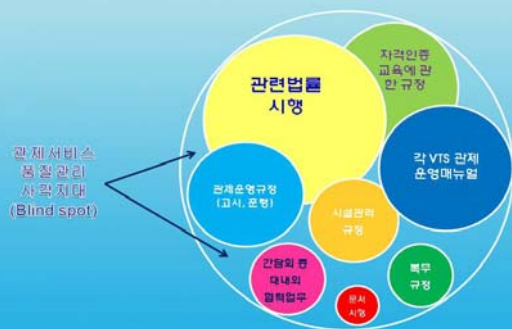 관련법률
시행
자격인증
교육에 관
한 규정
관제서비스
품질관리
사각지대
(Blind spot)
각 VTS 관제
운영매뉴얼
관제운영규정
(고시, 훈령)
시설관리
규정
간담회 등
대내외
협력업무
문서
시행
복무
규정